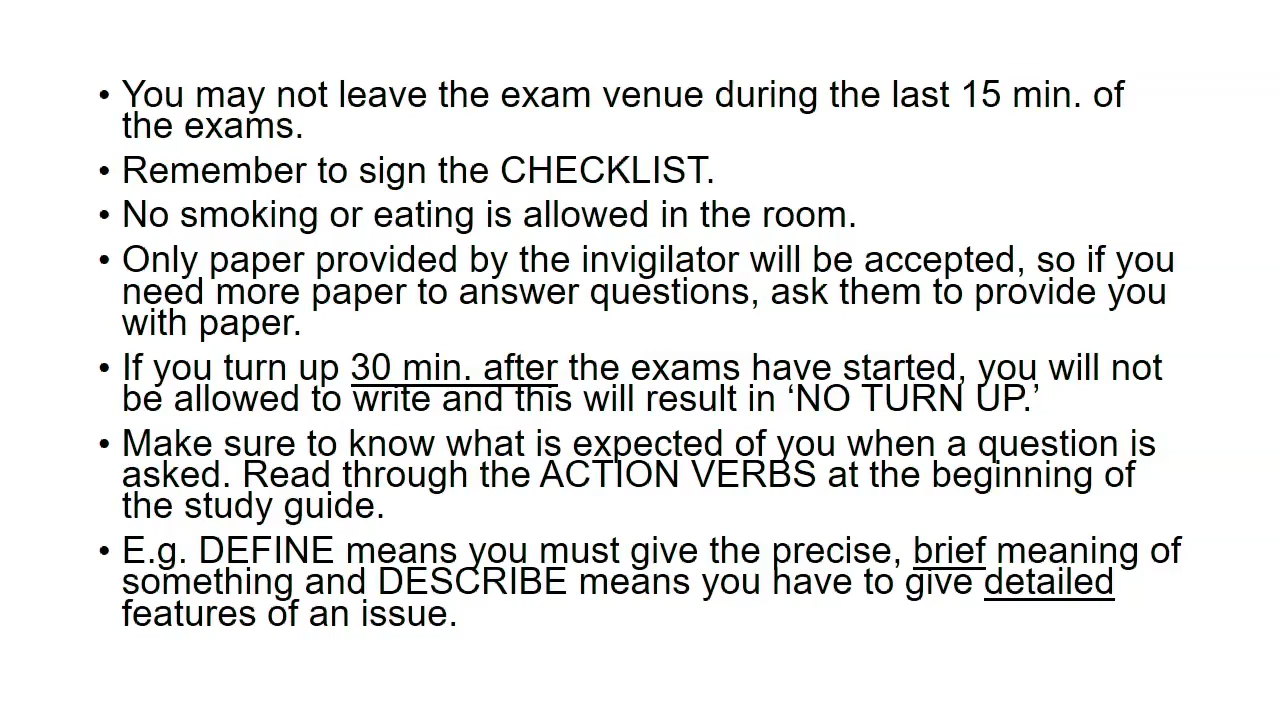 • You may not leave the exam venue during the last 15 min. of
the exams.
• Remember to sign the CHECKLIST.
• No smoking or eating is allowed in the room.
• Only paper provided by the invigilator will be accepted, so if you
need more paper to answer questions, ask them to provide you
with paper.
• If you turn up 30 min. after the exams have started, you will not
be allowed to write and this will result in ‘NO TURN UP.’
• Make sure to know what is expected of you when a question is
asked. Read through the ACTION VERBS at the beginning of
the study guide.
• E.g. DEFINE means you must give the precise, brief meaning of
something and DESCRIBE means you have to give detailed
features of an issue.